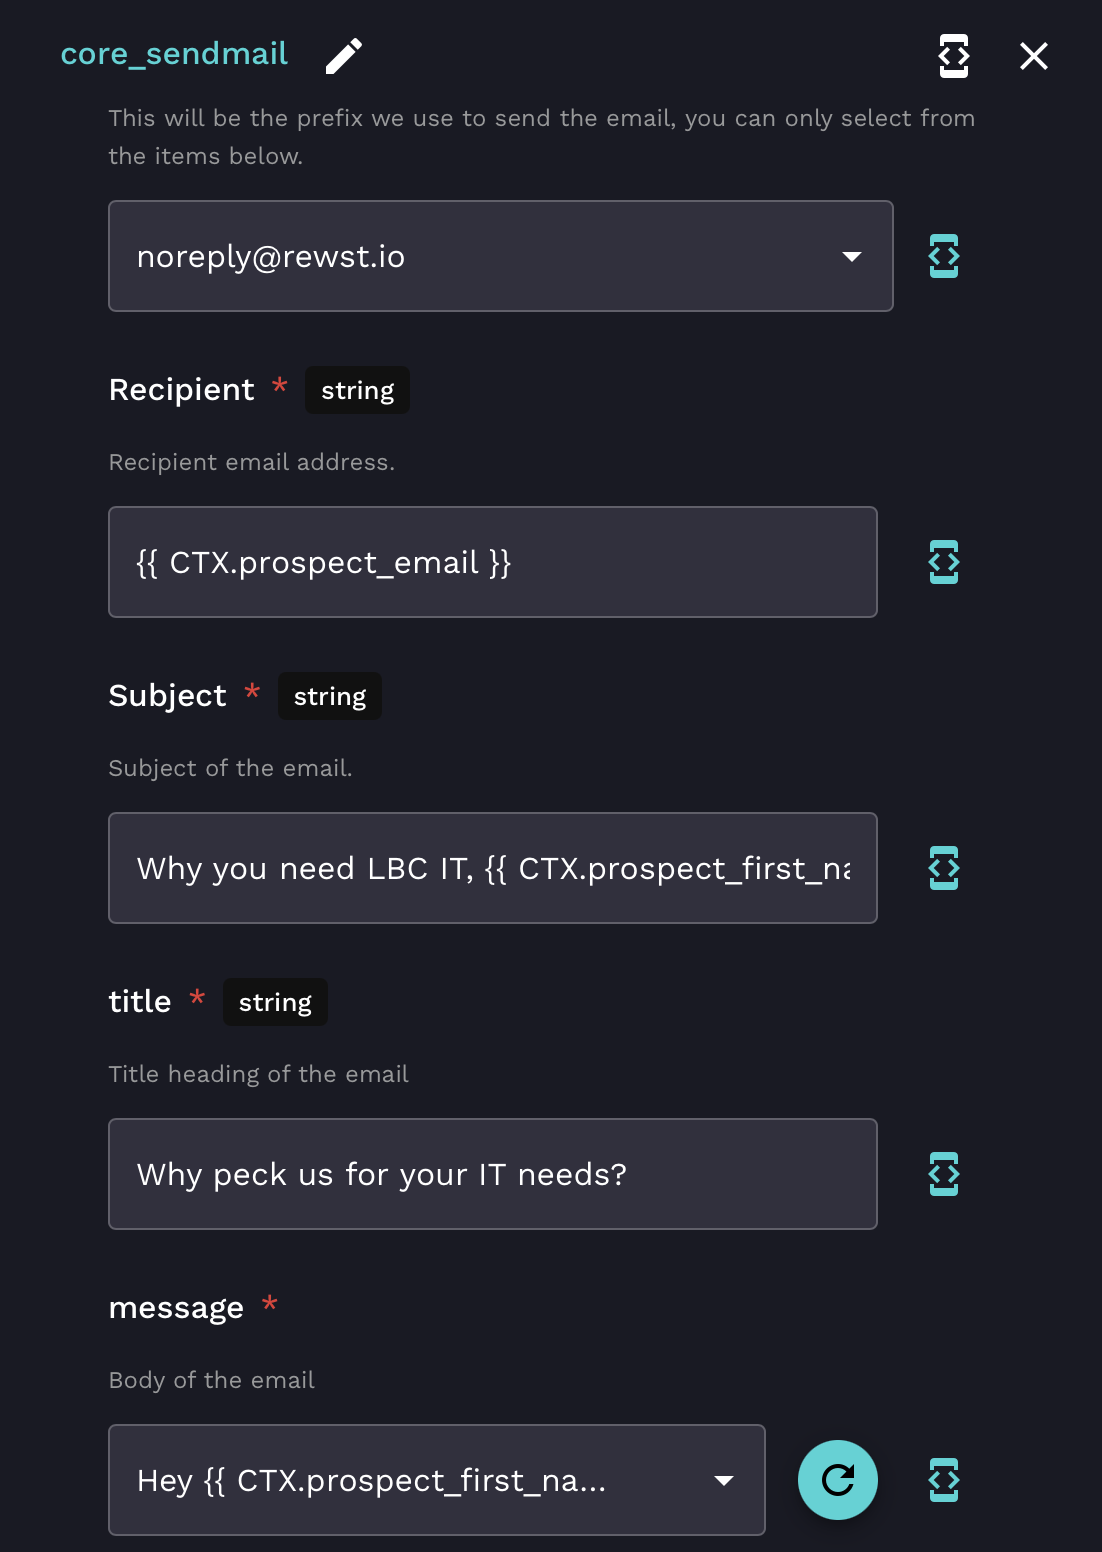 core_sendmail
This will be the prefix we use to send the email, you can only select from
the items below.
noreply@rewst.io
Recipient * string
Recipient email address.
{{ CTX.prospect_email }}
Subject * string
Subject of the email.
Why you need LBC IT, {{ CTX.prospect_first_na
title * string
Title heading of the email
Why peck us for your IT needs?
message *
Body of the email
Hey {{ CTX.prospect_first_na...